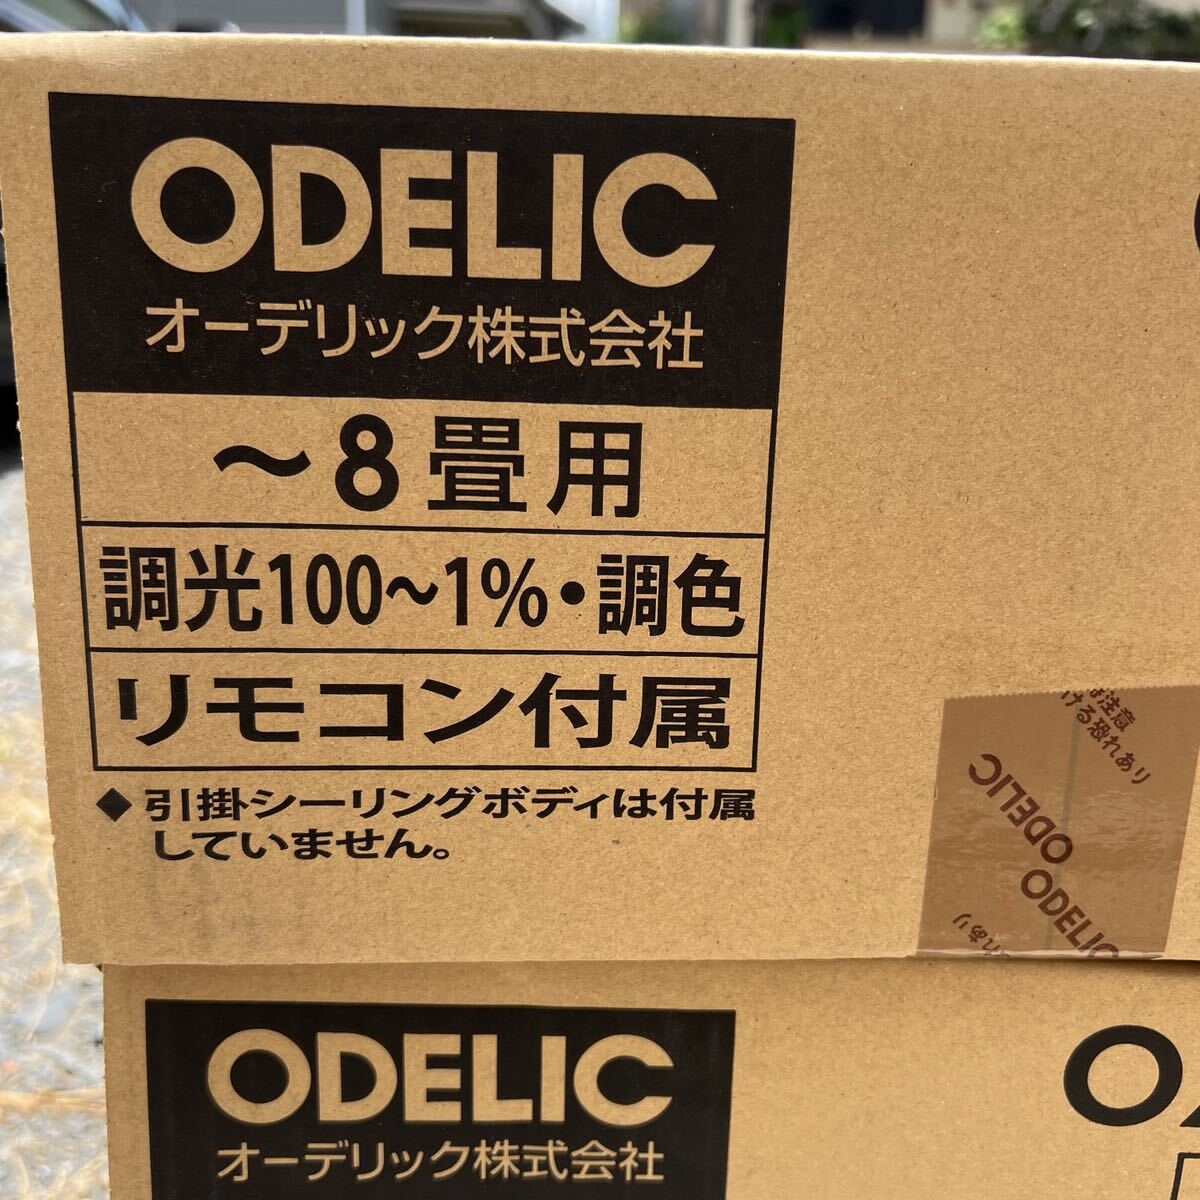 ODELIC
オーデリック株式会社
～8畳用
調光100~1%・調色
リモコン付属
◆引掛シーリングボディは付属
していません。
ODELIC
ODELIC
ODELIC
オーデリック株式会社